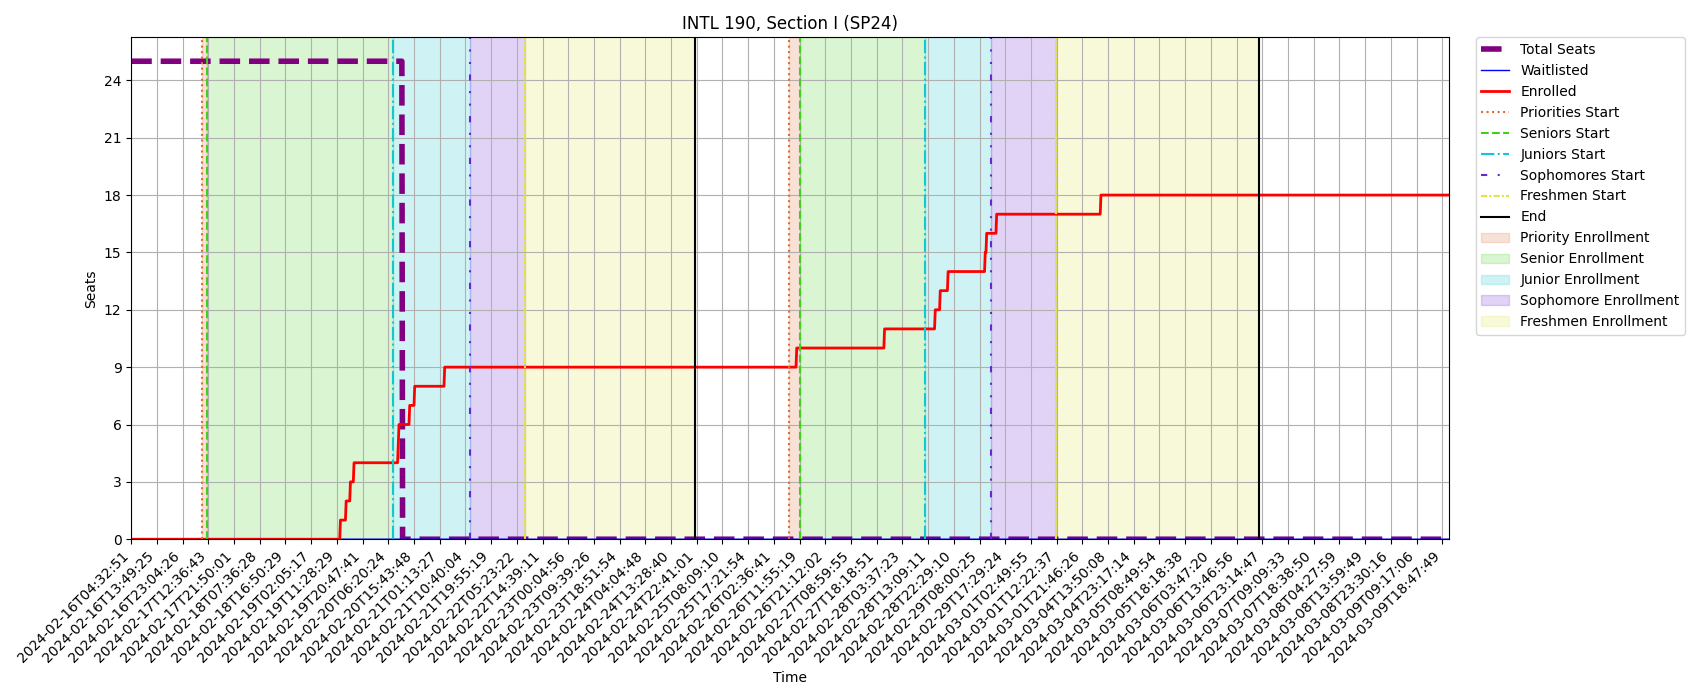 INTL 190, Section I (SP24)
Seats
24
21
18
15
12
9
6
3
0
2024-02-16T04:32:51
2024-02-16T13:49:25
2024-02-16T23:04:26
2024-02-17T12:36:43
2024-02-17T21:50:01
2024-02-18T07:36:28
2024-02-18T16:50:29
2024-02-19T02:05:17
2024-02-19T11:28:29
2024-02-19T20:47:41
2024-02-20T06:20:24
2024-02-20T15:43:48
2024-02-21T01:13:27
2024-02-21T10:40:04
2024-02-21T19:55:19
2024-02-22T05:23:22
2024-02-22T14:39:11
2024-02-23T00:04:56
2024-02-23T09:39:26
2024-02-23T18:51:54
2024-02-24T04:04:48
2024-02-24T13:28:40
2024-02-24T22:41:01
2024-02-25T08:09:10
2024-02-25T17:21:54
2024-02-26T02:36:41
2024-02-26T11:55:19
2024-02-26T21:12:02
2024-02-27T08:59:55
2024-02-27T18:18:51
2024-02-28T03:37:23
2024-02-28T13:09:11
2024-02-28T22:29:10
2024-02-29T08:00:25
2024-02-29T17:29:24
2024-03-01T02:49:55
2024-03-01T12:22:37
2024-03-01T21:46:26
2024-03-04T13:50:08
2024-03-04T23:17:14
2024-03-05T08:49:54
2024-03-05T18:18:38
2024-03-06T03:47:20
2024-03-06T13:46:56
2024-03-06T23:14:47
2024-03-07T09:09:33
2024-03-07T18:38:50
2024-03-08T04:27:59
2024-03-08T13:59:49
2024-03-08T23:30:16
2024-03-09T09:17:06
2024-03-09T18:47:49
Time
Total Seats
Waitlisted
Enrolled
Priorities Start
Seniors Start
Juniors Start
Sophomores Start
Freshmen Start
End
Priority Enrollment
Senior Enrollment
Junior Enrollment
Sophomore Enrollment
Freshmen Enrollment